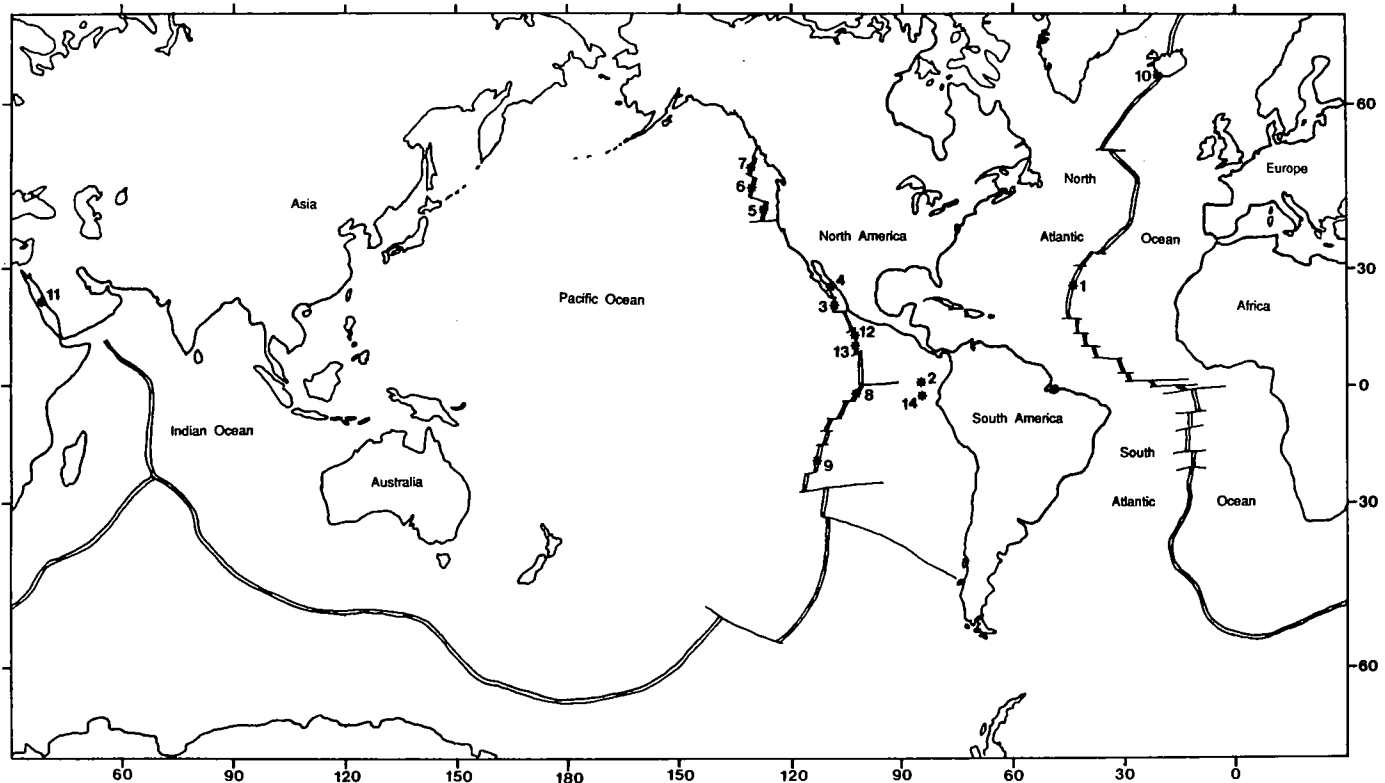 10
60
7
North
Europe
6
Asia
5
North America
Atlantic
Ocean
30
4
1
11
Pacific Ocean
3
Africa
12
13
2
0
8
14
South America
Indian Ocean
South
9
Australia
Atlantic
Ocean
30
60
60
90
120
150
180
150
120
90
60
30
0